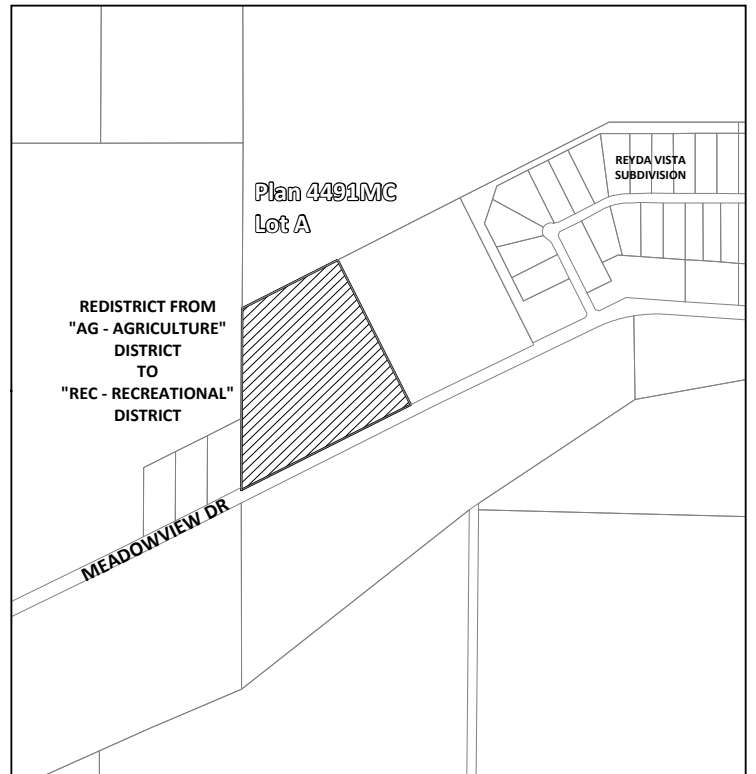 REYDA VISTA
SUBDIVISION
Plan 4491MC
Lot A
REDISTRICT FROM
"AG - AGRICULTURE"
DISTRICT
TO
"REC - RECREATIONAL"
DISTRICT
MEADOWVIEW DR